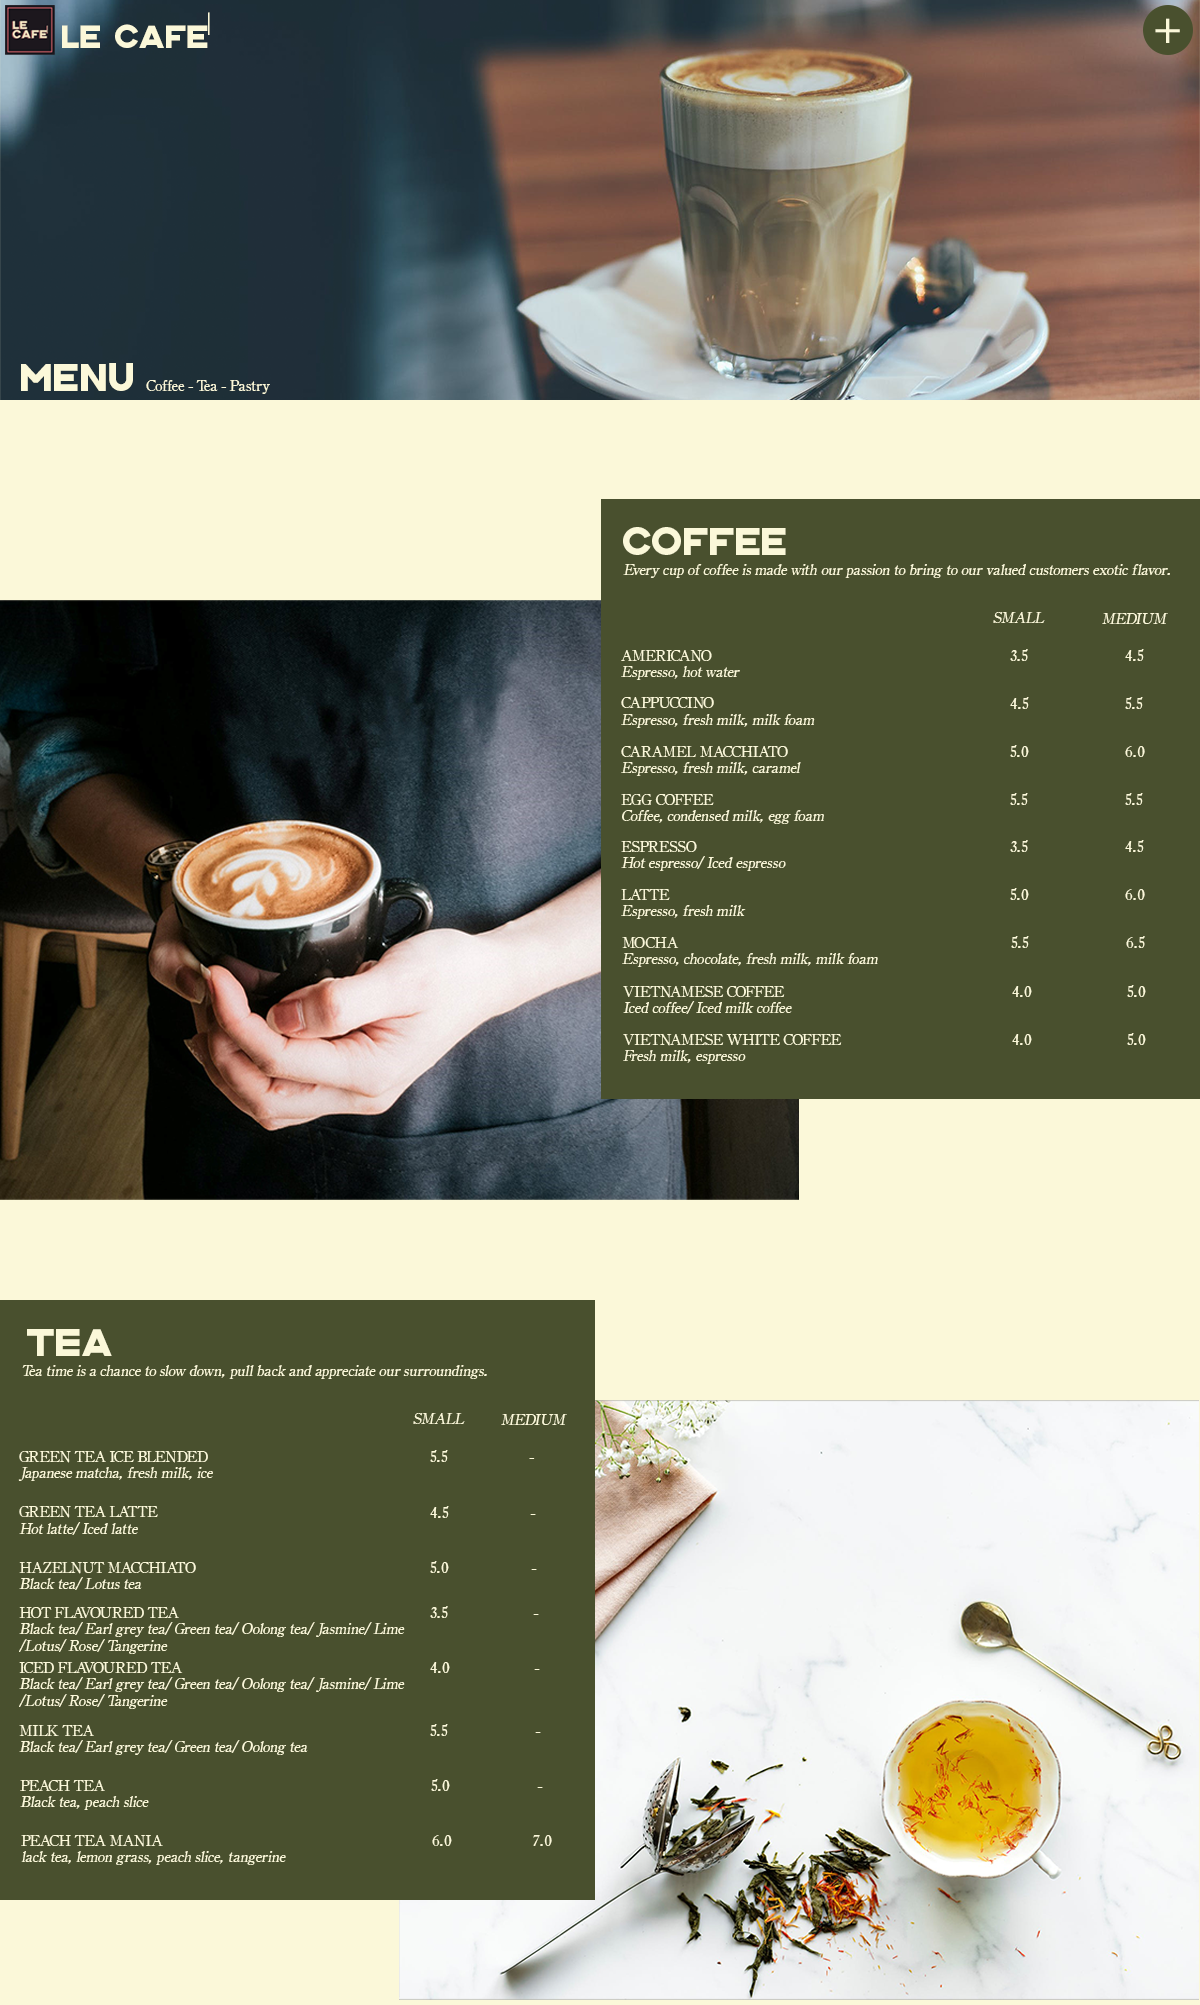 LE
CAFE
LE CAFE
MENU Coffee - Tea - Pastry
COFFEE
Every cup of coffee is made with our passion to bring to our valued customers exotic flavor.
SMALL MEDIUM
AMERICANO 3.5 4.5
Espresso, hot water
CAPPUCCINO 4.5 5.5
Espresso, fresh milk, milk foam
CARAMEL MACCHIATO 5.0 6.0
Espresso, fresh milk, caramel
EGG COFFEE 5.5 5.5
Coffee, condensed milk, egg foam
ESPRESSO 3.5 4.5
Hot espresso/ Iced espresso
LATTE 5.0 6.0
Espresso, fresh milk
MOCHA 5.5 6.5
Espresso, chocolate, fresh milk, milk foam
VIETNAMESE COFFEE 4.0 5.0
Iced coffee/ Iced milk coffee
VIETNAMESE WHITE COFFEE 4.0 5.0
Fresh milk, espresso
TEA
Tea time is a chance to slow down, pull back and appreciate our surroundings.
SMALL MEDIUM
GREEN TEA ICE BLENDED 5.5 -
Japanese matcha, fresh milk, ice
GREEN TEA LATTE 4.5 -
Hot latte/ Iced latte
HAZELNUT MACCHIATO 5.0 -
Black tea/ Lotus tea
HOT FLAVOURED TEA 3.5 -
Black tea/ Earl grey tea/ Green tea/ Oolong tea/ Jasmine/ Lime
/Lotus/ Rose/ Tangerine
ICED FLAVOURED TEA 4.0 -
Black tea/ Earl grey tea/ Green tea/ Oolong tea/ Jasmine/ Lime
/Lotus/ Rose/ Tangerine
MILK TEA 5.5 -
Black tea/ Earl grey tea/ Green tea/ Oolong tea
PEACH TEA 5.0 -
Black tea, peach slice
PEACH TEA MANIA 6.0 7.0
lack tea, lemon grass, peach slice, tangerine